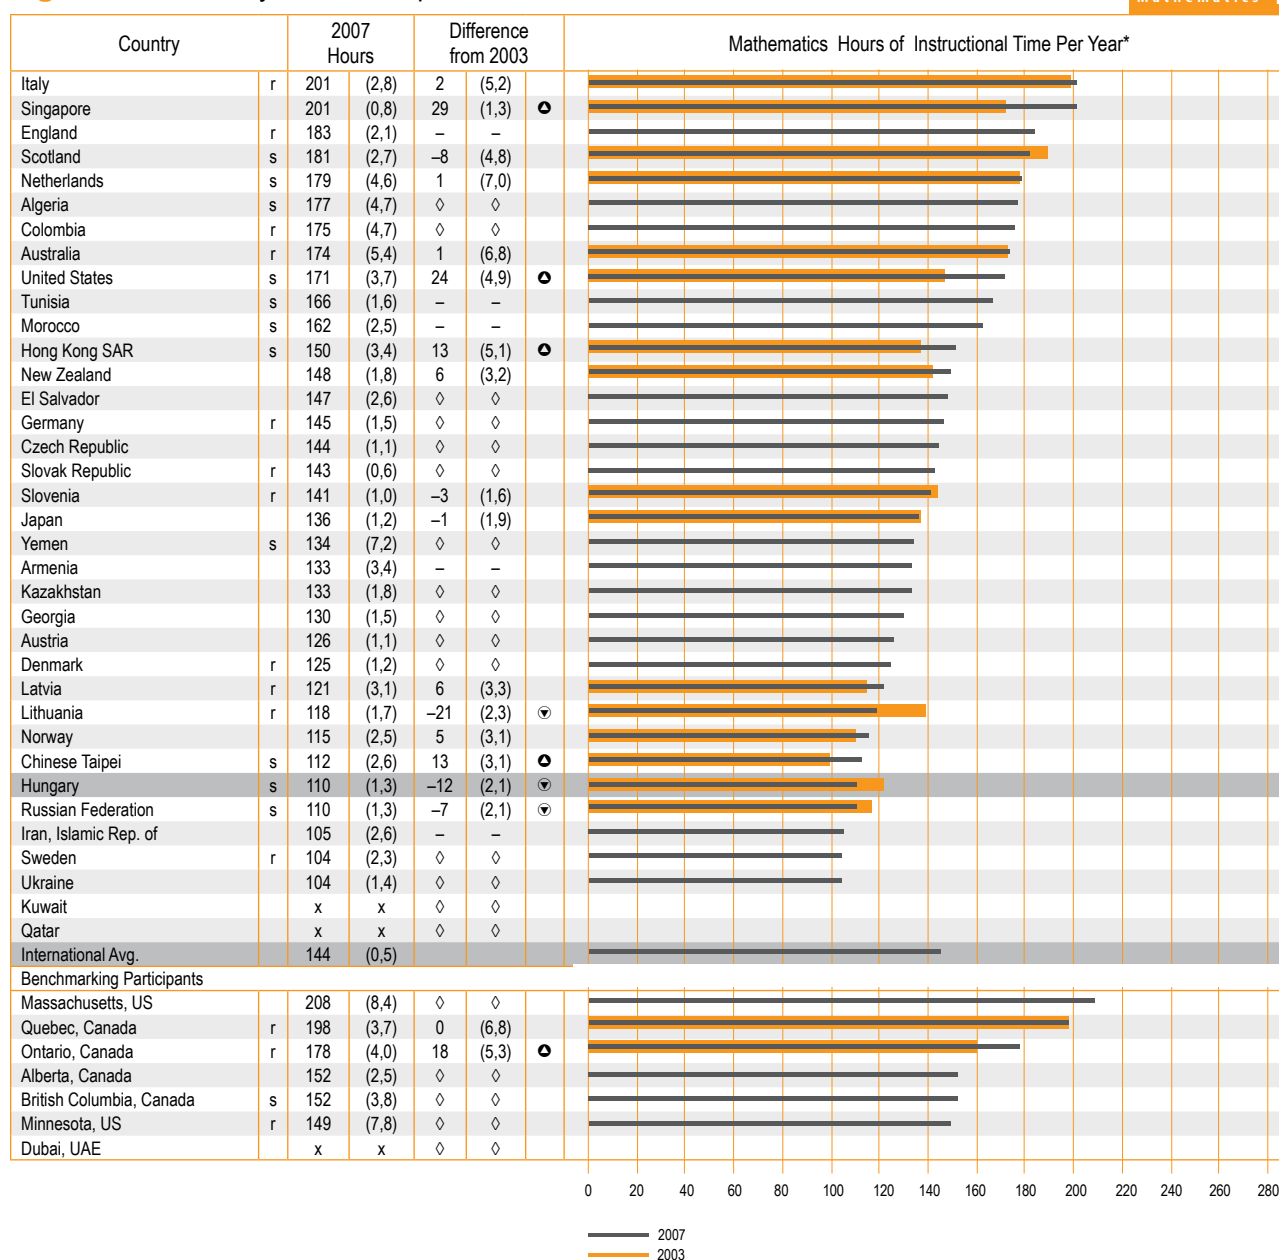 Country 2007 Hours Difference from 2003 Mathematics Hours of Instructional Time Per Year*
Italy r 201 (2,8) 2 (5,2)
Singapore 201 (0,8) 29 (1,3)
England r 183 (2,1) – –
Scotland s 181 (2,7) –8 (4,8)
Netherlands s 179 (4,6) 1 (7,0)
Algeria s 177 (4,7) ◊ ◊
Colombia r 175 (4,7) ◊ ◊
Australia r 174 (5,4) 1 (6,8)
United States s 171 (3,7) 24 (4,9)
Tunisia s 166 (1,6) – –
Morocco s 162 (2,5) – –
Hong Kong SAR s 150 (3,4) 13 (5,1)
New Zealand 148 (1,8) 6 (3,2)
El Salvador 147 (2,6) ◊ ◊
Germany r 145 (1,5) ◊ ◊
Czech Republic 144 (1,1) ◊ ◊
Slovak Republic r 143 (0,6) ◊ ◊
Slovenia r 141 (1,0) –3 (1,6)
Japan 136 (1,2) –1 (1,9)
Yemen s 134 (7,2) ◊ ◊
Armenia 133 (3,4) – –
Kazakhstan 133 (1,8) ◊ ◊
Georgia 130 (1,5) ◊ ◊
Austria 126 (1,1) ◊ ◊
Denmark r 125 (1,2) ◊ ◊
Latvia r 121 (3,1) 6 (3,3)
Lithuania r 118 (1,7) –21 (2,3)
Norway 115 (2,5) 5 (3,1)
Chinese Taipei s 112 (2,6) 13 (3,1)
Hungary s 110 (1,3) –12 (2,1)
Russian Federation s 110 (1,3) –7 (2,1)
Iran, Islamic Rep. of 105 (2,6) – –
Sweden r 104 (2,3) ◊ ◊
Ukraine 104 (1,4) ◊ ◊
Kuwait x x ◊ ◊
Qatar x x ◊ ◊
International Avg. 144 (0,5)
Benchmarking Participants
Massachusetts, US 208 (8,4) ◊ ◊
Quebec, Canada r 198 (3,7) 0 (6,8)
Ontario, Canada r 178 (4,0) 18 (5,3)
Alberta, Canada 152 (2,5) ◊ ◊
British Columbia, Canada s 152 (3,8) ◊ ◊
Minnesota, US r 149 (7,8) ◊ ◊
Dubai, UAE x x ◊ ◊
0 20 40 60 80 100 120 140 160 180 200 220 240 260 280
2007
2003